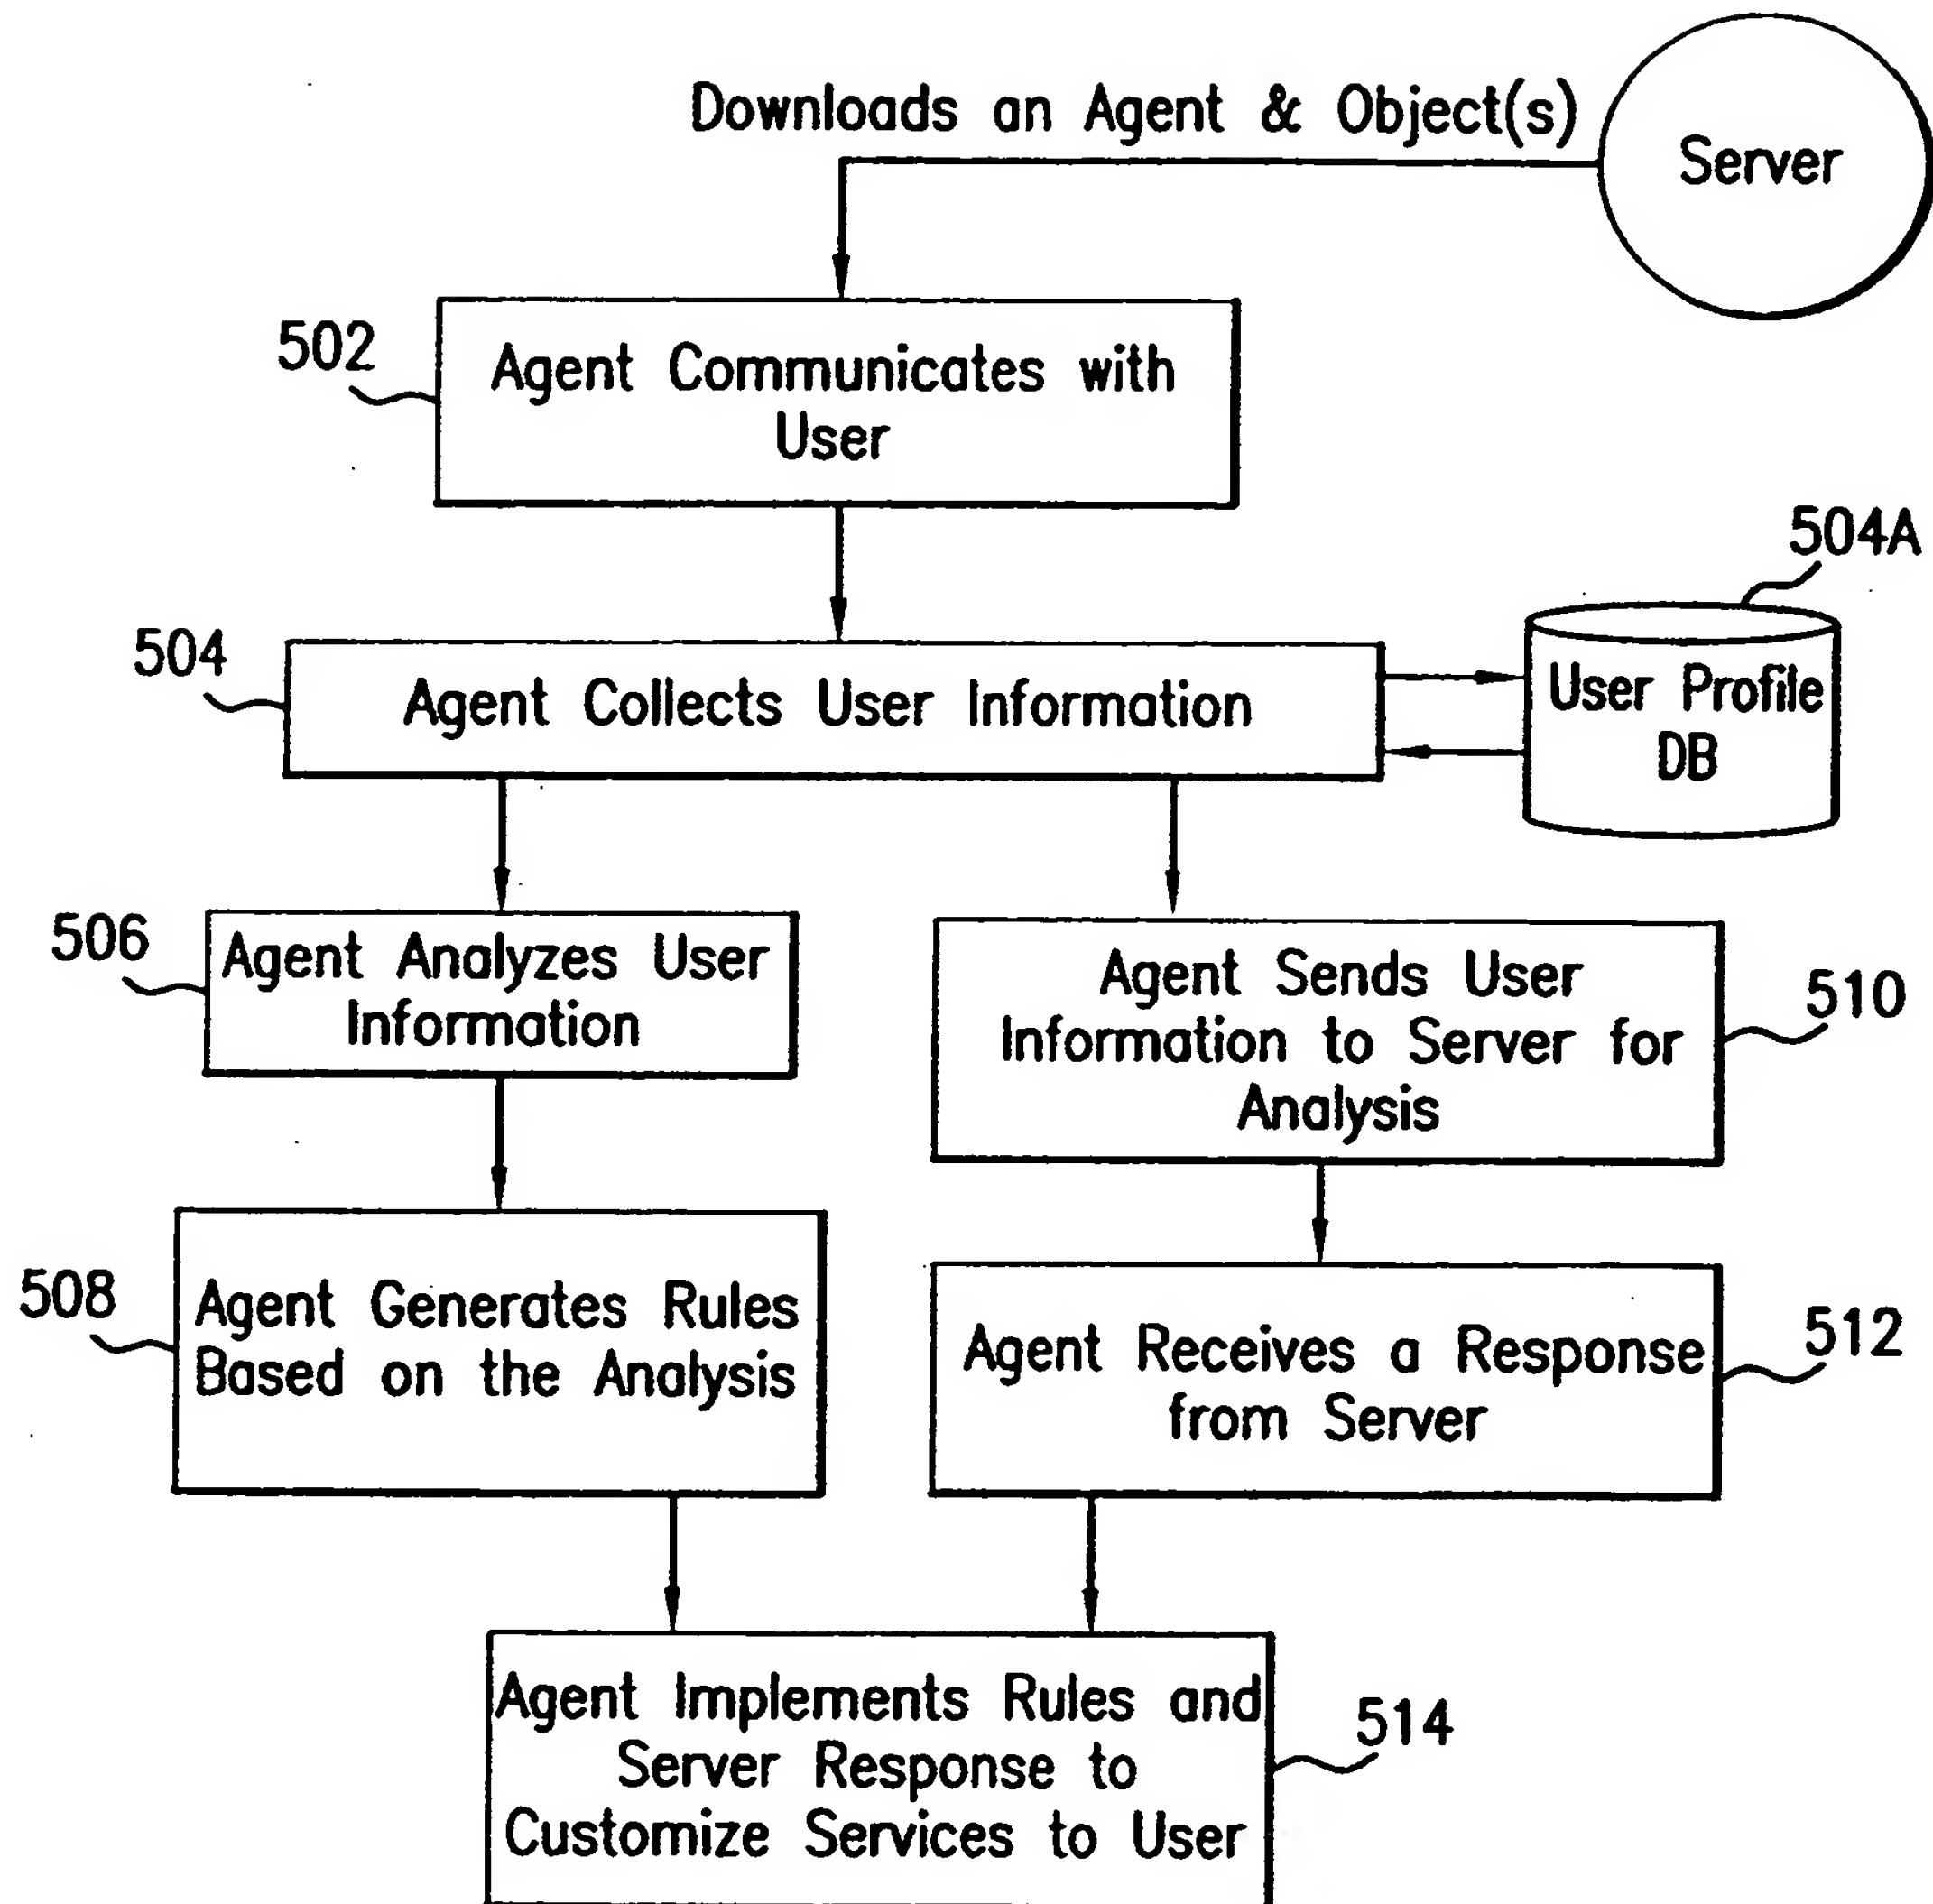 Downloads an Agent & Object(s)
Server
502
Agent Communicates with
User
504A
504
Agent Collects User Information
User Profile
DB
506
Agent Analyzes User
Information
Agent Sends User
Information to Server for
Analysis
510
508
Agent Generates Rules
Based on the Analysis
Agent Receives a Response
from Server
512
Agent Implements Rules and
Server Response to
Customize Services to User
514